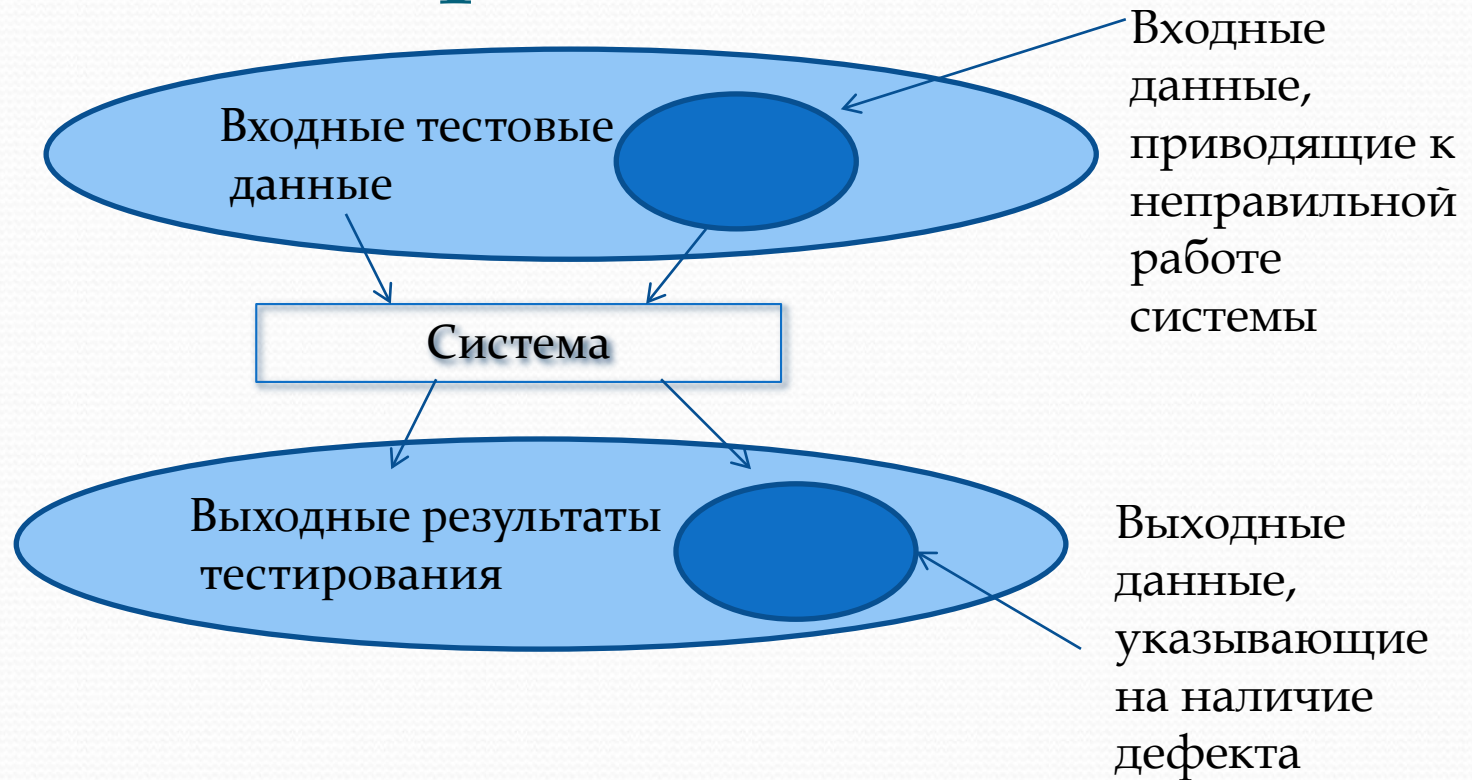 Входные тестовые
данные
Входные
данные,
приводящие к
неправильной
работе
системы
Система
Выходные результаты
тестирования
Выходные
данные,
указывающие
на наличие
дефекта